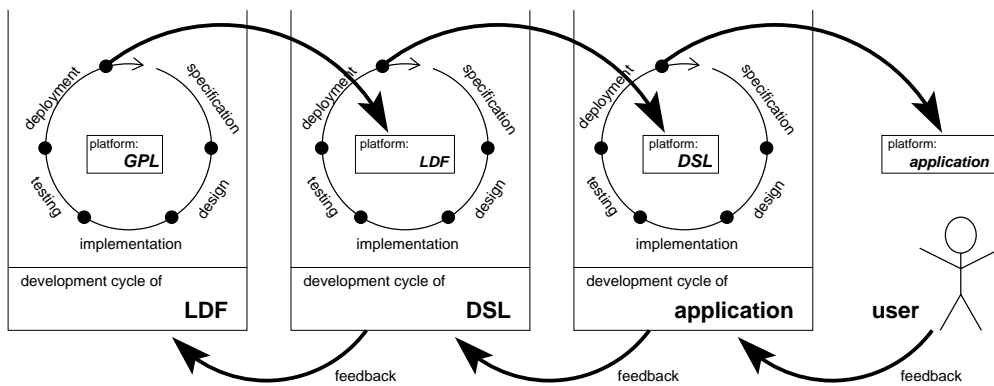 deployment
specification
platform:
GPL
testing
design
implementation
development cycle of
LDF
deployment
specification
platform:
LDF
testing
design
implementation
development cycle of
DSL
deployment
specification
platform:
DSL
testing
design
implementation
development cycle of
application
platform:
application
user
feedback
feedback
feedback